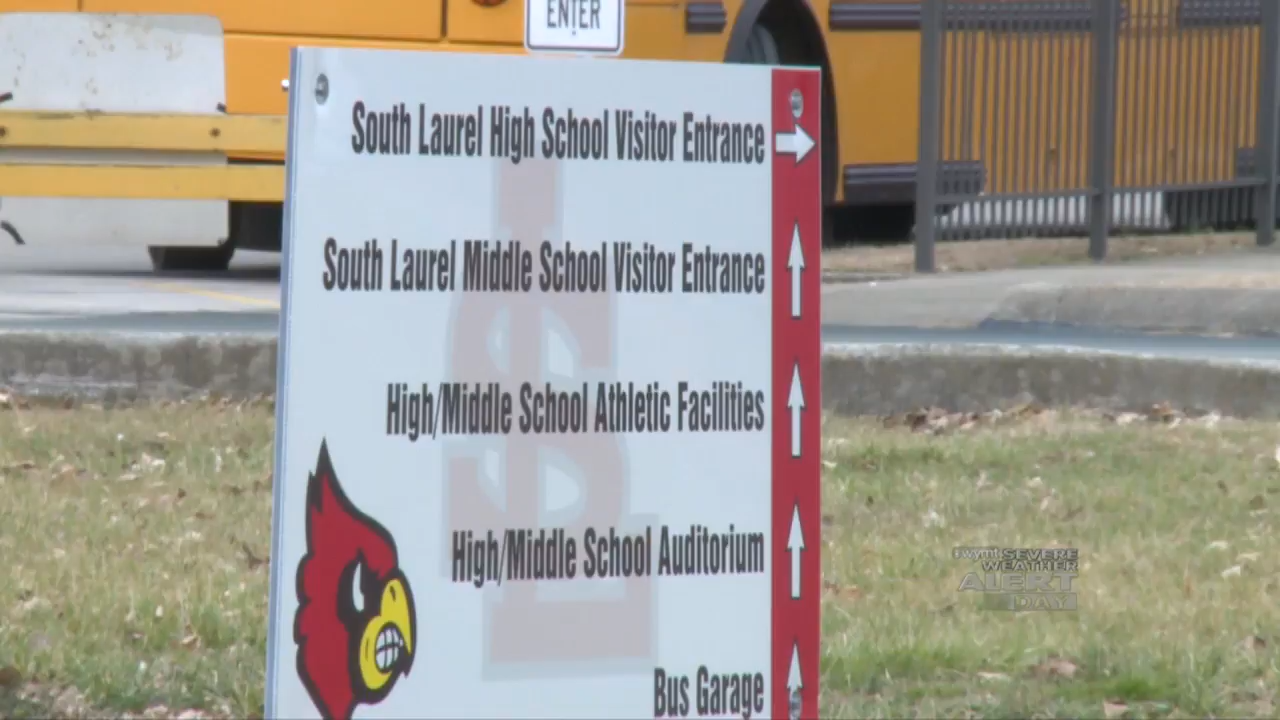 ENTER
South Laurel High School Visitor Entrance
South Laurel Middle School Visitor Entrance
High/Middle School Athletic Facilities
High/Middle School Auditorium
Bus Garage
wymt SEVERE
WEATHER
ALERT
DAY